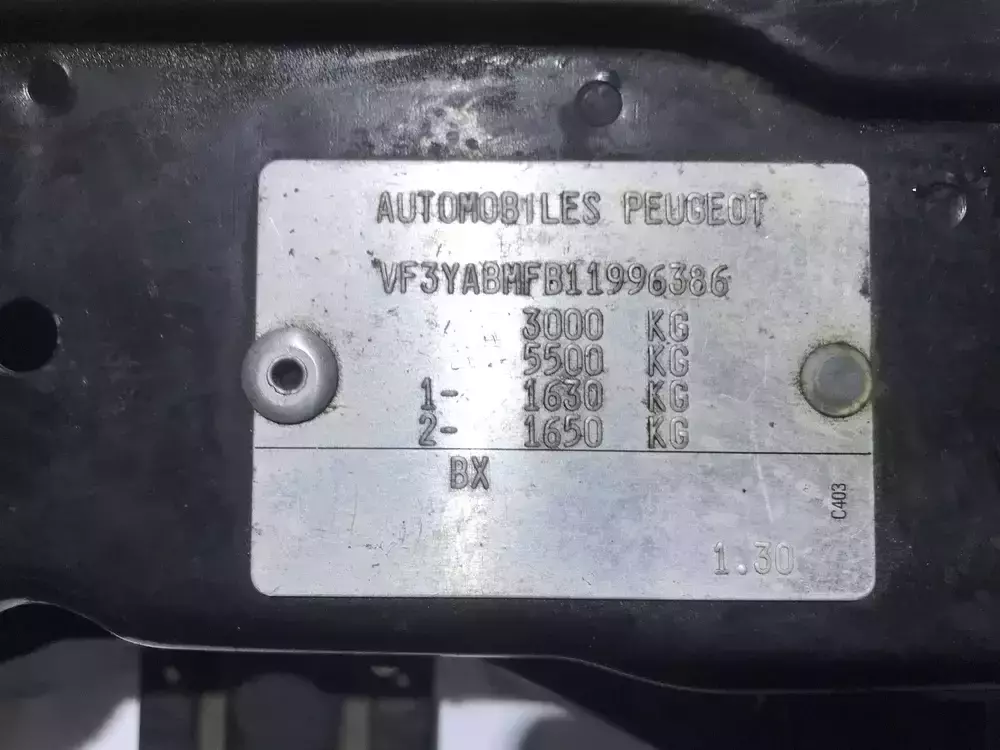 AUTOMOBILES PEUGEOT
VF3YABMFB11996386
3000 KG
5500 KG
1- 1630 KG
2- 1650 KG
BX
C403
1.30